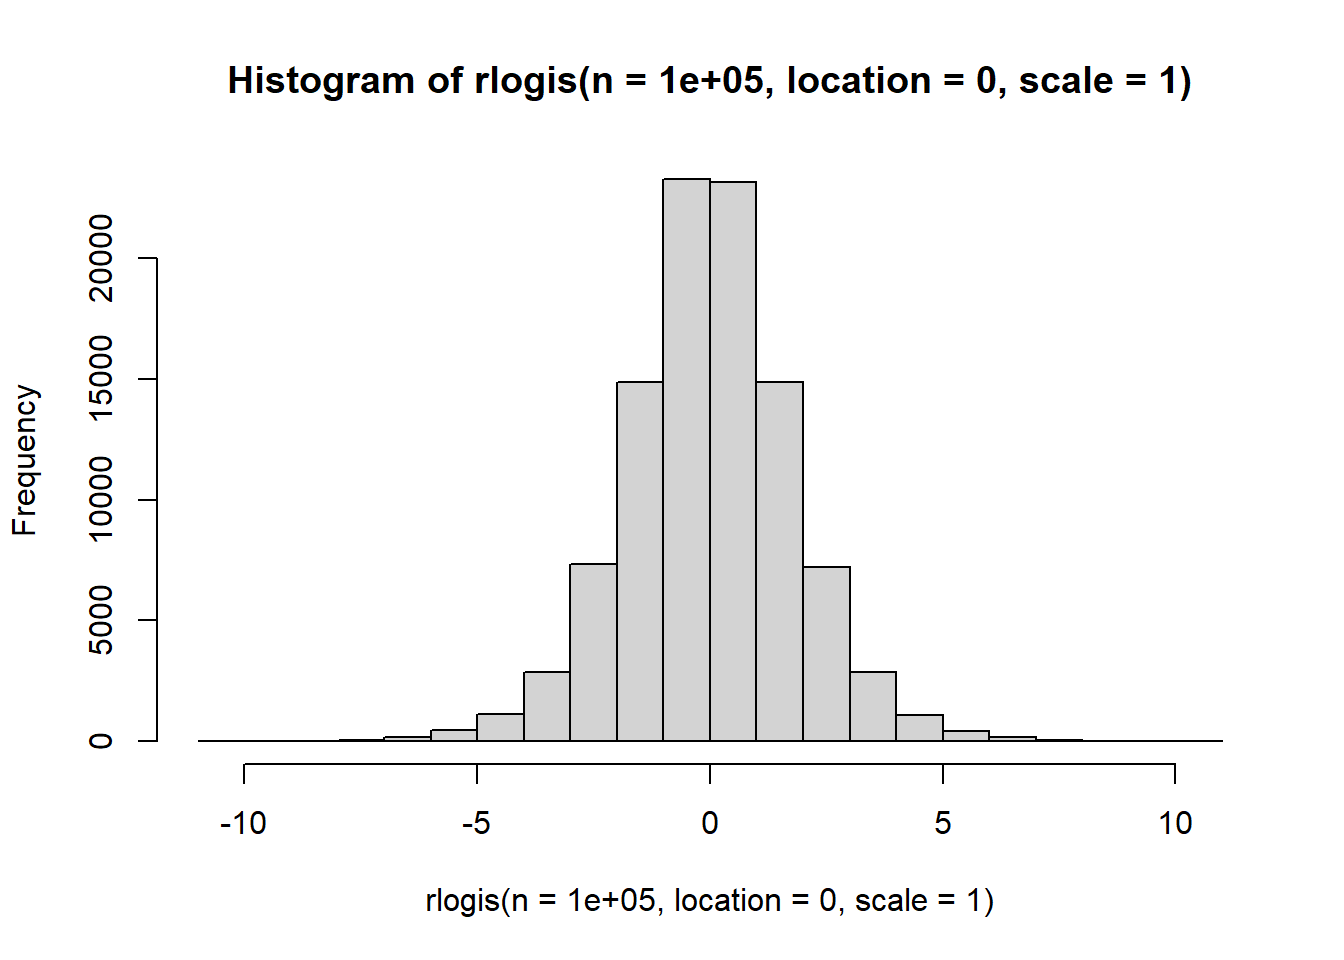 Histogram of rlogis(n = 1e+05, location = 0, scale = 1)
Frequency
20000
15000
10000
5000
0
-10 -5 0 5 10
rlogis(n = 1e+05, location = 0, scale = 1)